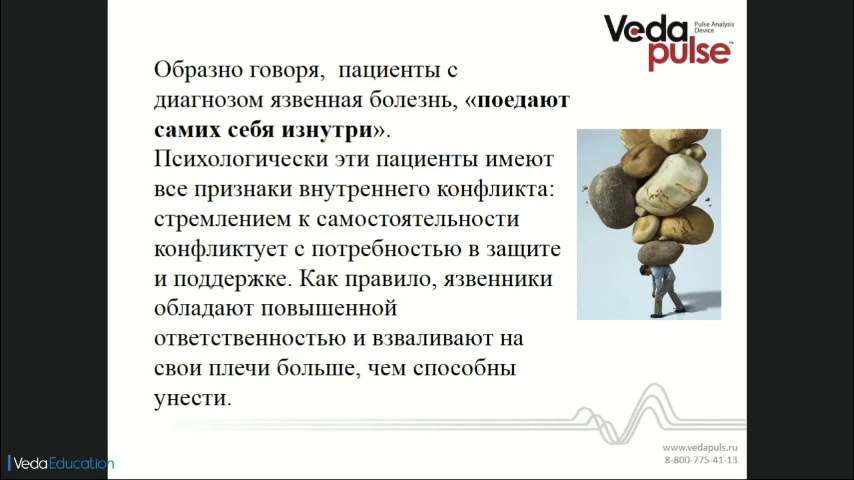 Veda Pulse Analysis Device
pulse™
Образно говоря, пациенты с
диагнозом язвенная болезнь, «поедают
самих себя изнутри».
Психологически эти пациенты имеют
все признаки внутреннего конфликта:
стремлением к самостоятельности
конфликтует с потребностью в защите
и поддержке. Как правило, язвенники
обладают повышенной
ответственностью и взваливают на
свои плечи больше, чем способны
унести.
www.vedapuls.ru
8-800-775-41-13
VedaEducation